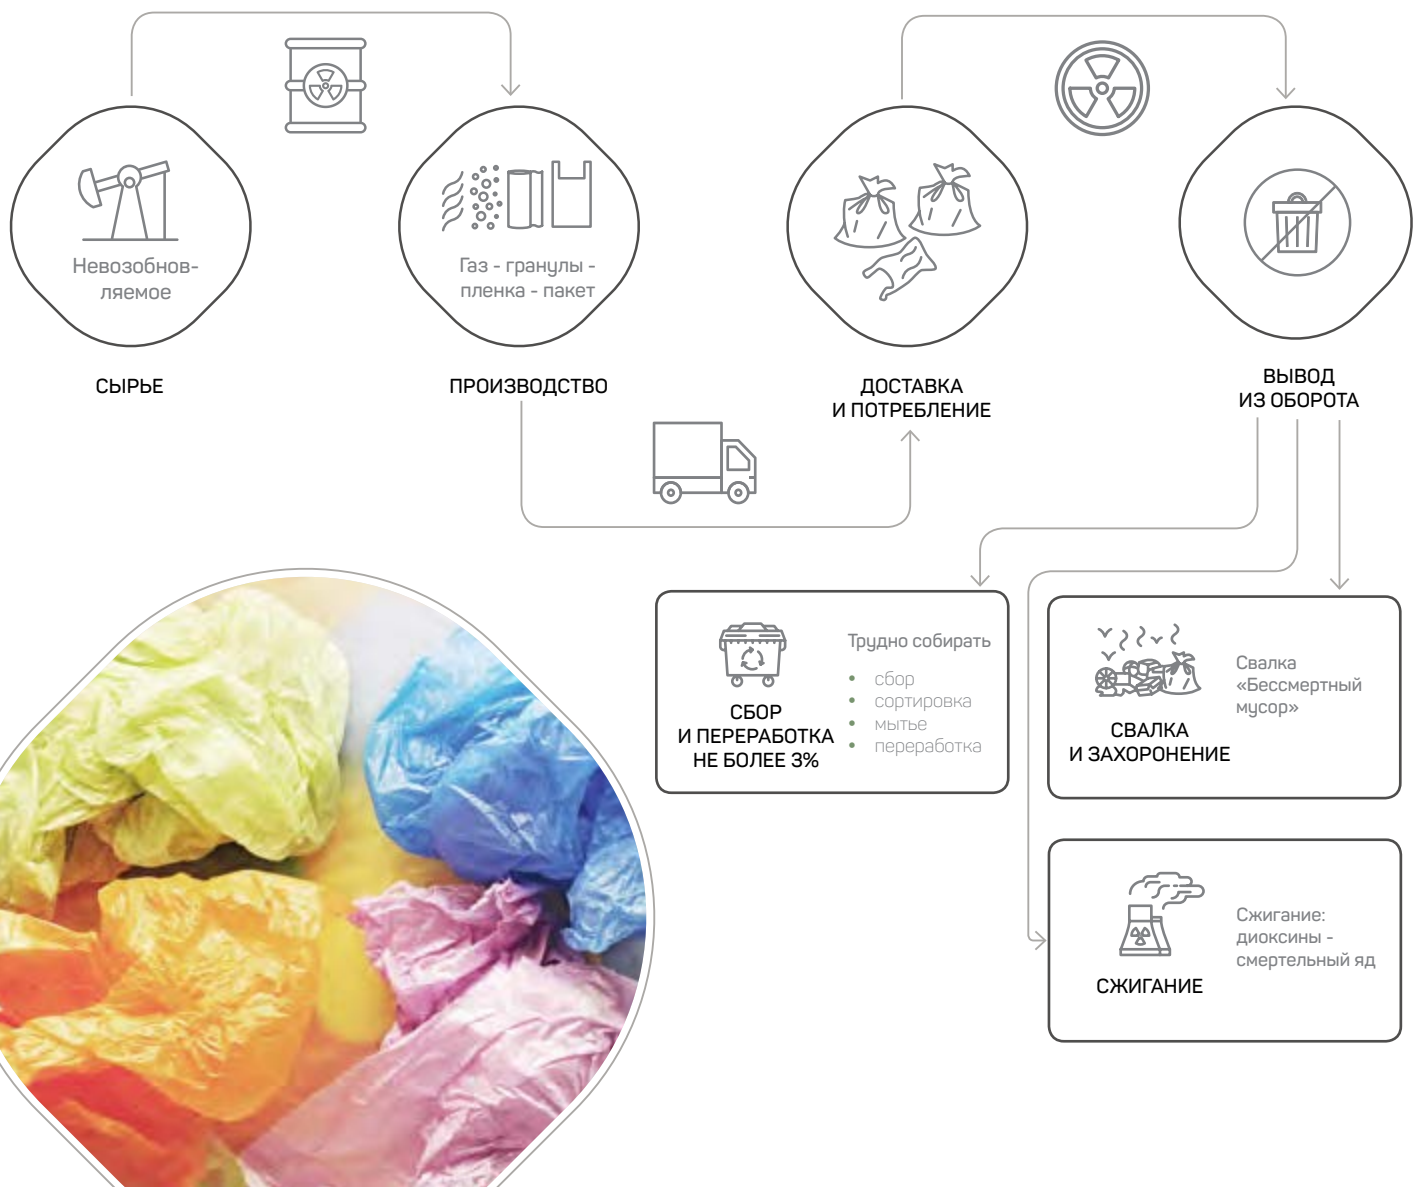 Невозобнов-
ляемое
СЫРЬЕ
Газ - гранулы -
пленка - пакет
ПРОИЗВОДСТВО
ДОСТАВКА
И ПОТРЕБЛЕНИЕ
ВЫВОД
ИЗ ОБОРОТА
СБОР
И ПЕРЕРАБОТКА
НЕ БОЛЕЕ 3%
Трудно собирать
• сбор
• сортировка
• мытье
• переработка
СВАЛКА
И ЗАХОРОНЕНИЕ
Свалка
«Бессмертный
мусор»
СЖИГАНИЕ
Сжигание:
диоксины -
смертельный яд